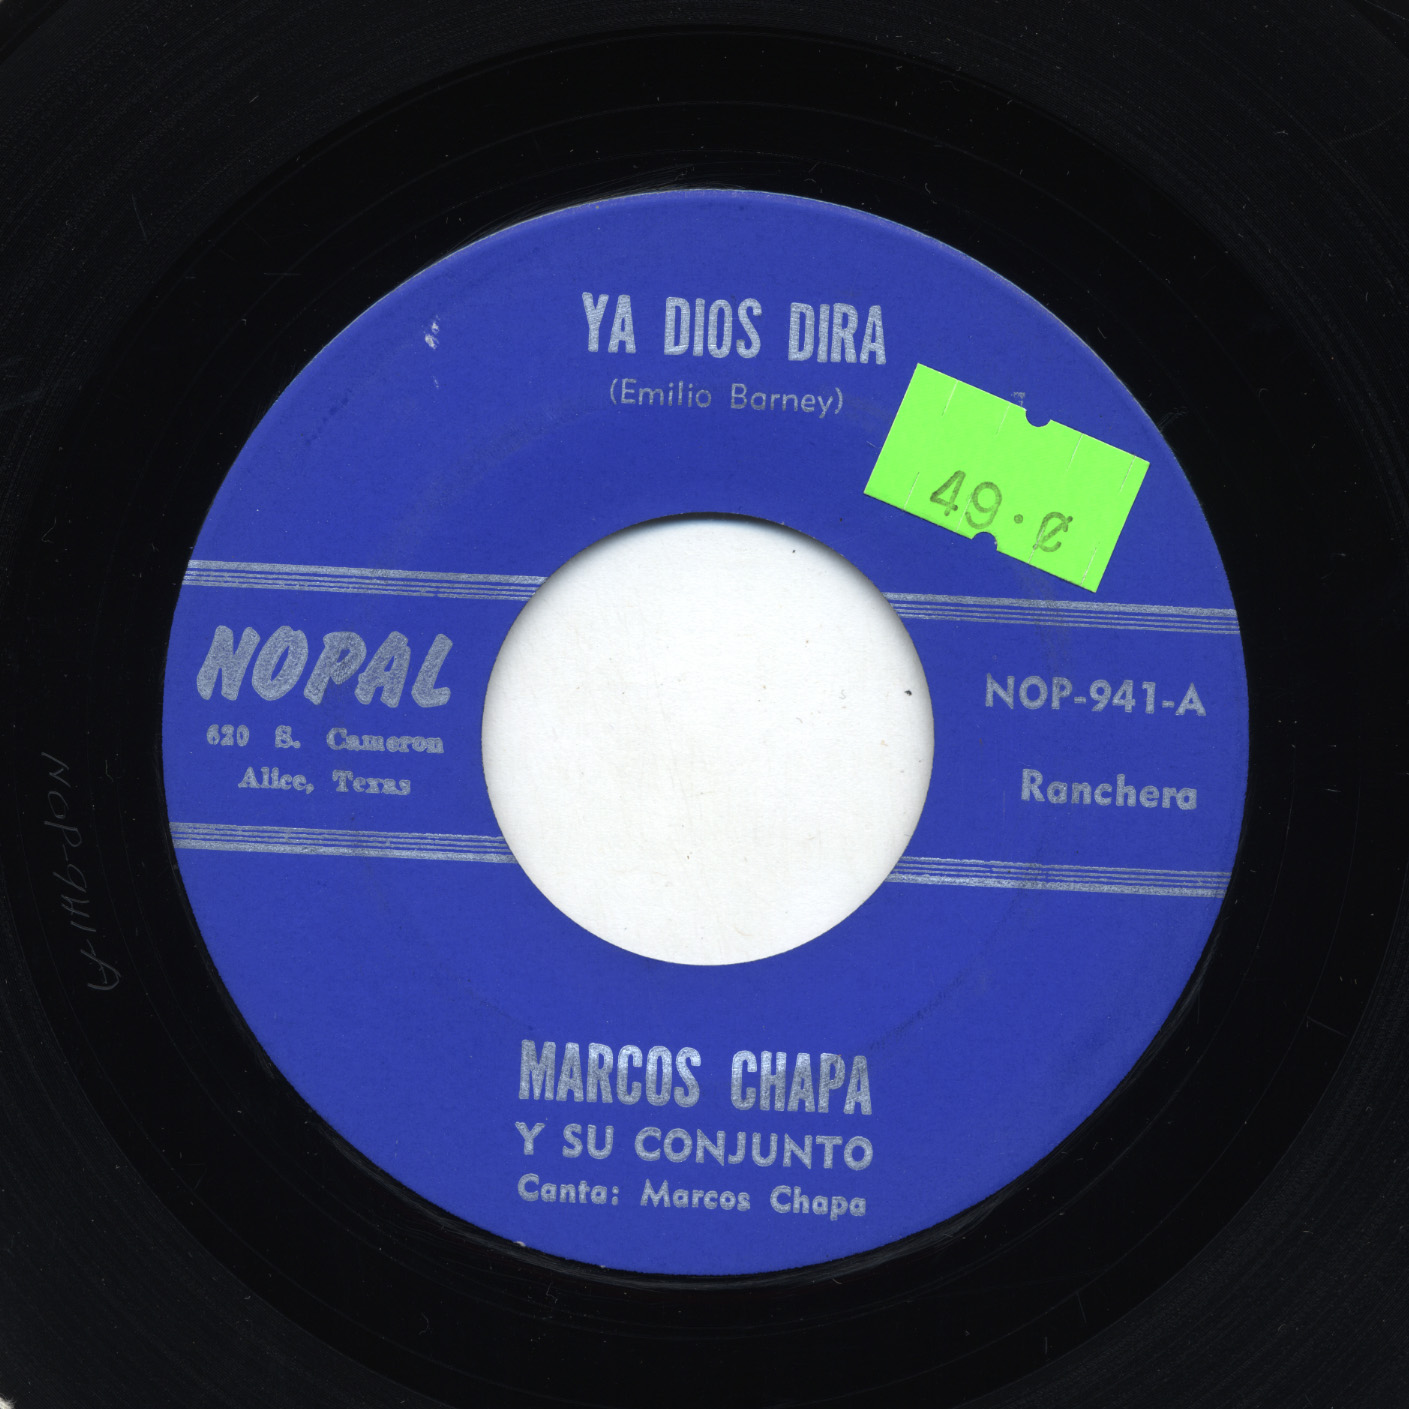 YA DIOS DIRA
(Emilio Barney)
49.¢
NOPAL
620 S. Cameron
Alice, Texas
NOP-941-A
Ranchera
MARCOS CHAPA
Y SU CONJUNTO
Canta: Marcos Chapa
NOP-941A